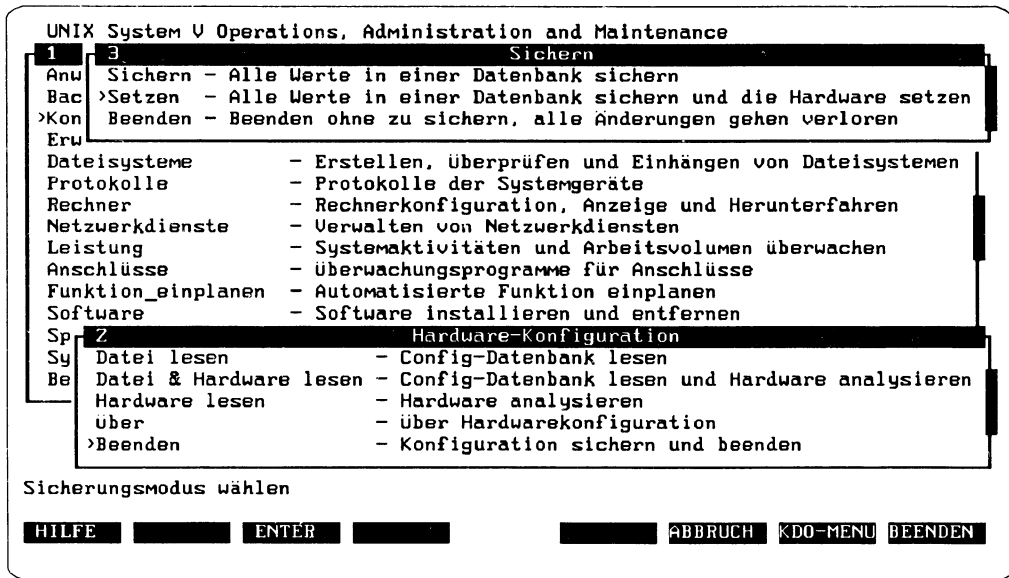 UNIX System V Operations, Administration and Maintenance
1 3 Sichern
Anw Sichern – Alle Werte in einer Datenbank sichern
Bac >Setzen – Alle Werte in einer Datenbank sichern und die Hardware setzen
>Kon Beenden – Beenden ohne zu sichern, alle Änderungen gehen verloren
Erw
Dateisysteme – Erstellen, überprüfen und Einhängen von Dateisystemen
Protokolle – Protokolle der Systemgeräte
Rechner – Rechnerkonfiguration, Anzeige und Herunterfahren
Netzwerkdienste – Verwalten von Netzwerkdiensten
Leistung – Systemaktivitäten und Arbeitsvolumen überwachen
Anschlüsse – überwachungsprogramme für Anschlüsse
Funktion_einplanen – Automatisierte Funktion einplanen
Software – Software installieren und entfernen
Sp 2 Hardware-Konfiguration
Sy Datei lesen – Config-Datenbank lesen
Be Datei & Hardware lesen – Config-Datenbank lesen und Hardware analysieren
Hardware lesen – Hardware analysieren
über – über Hardwarekonfiguration
>Beenden – Konfiguration sichern und beenden
Sicherungsmodus wählen
HILFE ENTER ABBRUCH KDO-MENU BEENDEN